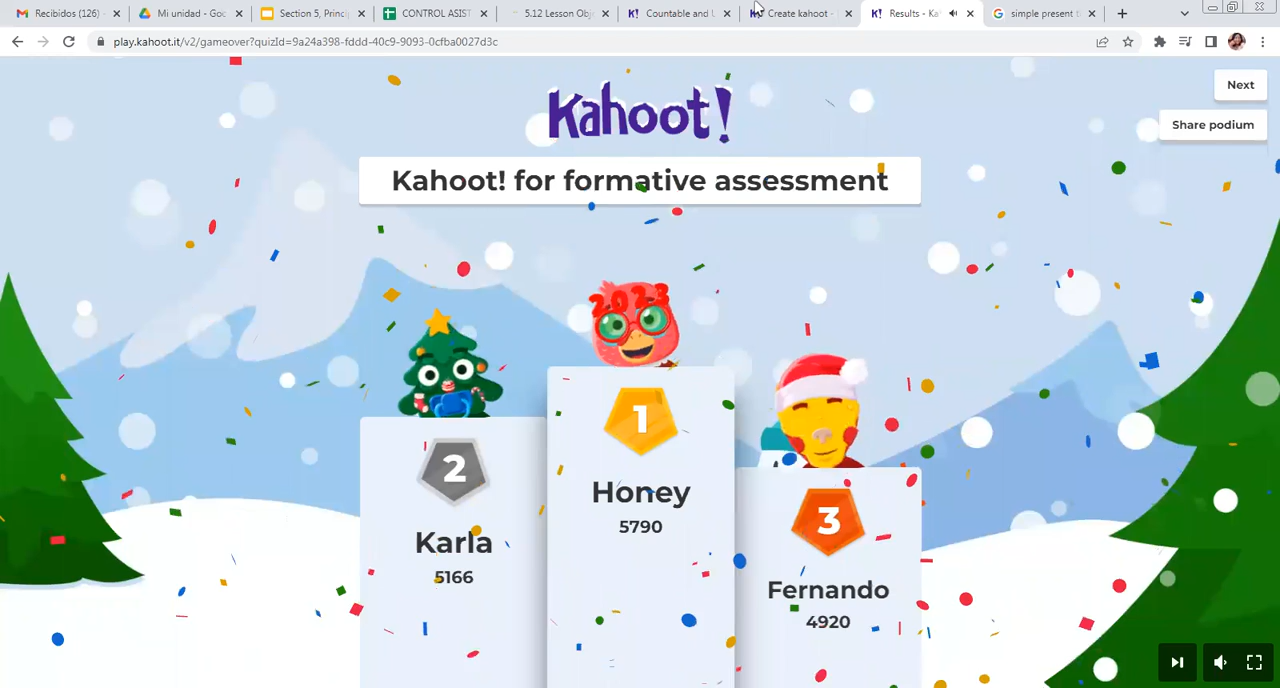 Recibidos (126) -
Mi unidad - Goo
Section 5, Princi
CONTROL ASIST
5.12 Lesson Obj
Countable and U
Create kahoot -
Results - Ka
simple present t
play.kahoot.it/v2/gameover?quizId=9a24a398-fddd-40c9-9093-0cfba0027d3c
Kahoot!
Next
Share podium
Kahoot! for formative assessment
2023
1
Honey
5790
2
Karla
5166
3
Fernando
4920